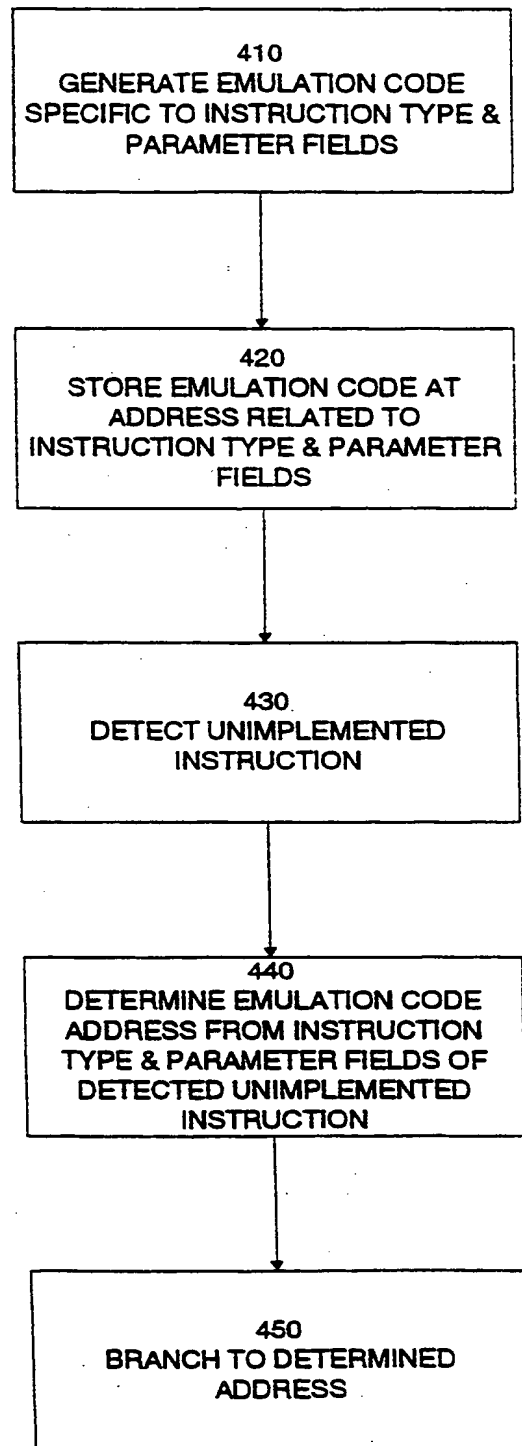 410
GENERATE EMULATION CODE
SPECIFIC TO INSTRUCTION TYPE &
PARAMETER FIELDS
420
STORE EMULATION CODE AT
ADDRESS RELATED TO
INSTRUCTION TYPE & PARAMETER
FIELDS
430
DETECT UNIMPLEMENTED
INSTRUCTION
440
DETERMINE EMULATION CODE
ADDRESS FROM INSTRUCTION
TYPE & PARAMETER FIELDS OF
DETECTED UNIMPLEMENTED
INSTRUCTION
450
BRANCH TO DETERMINED
ADDRESS